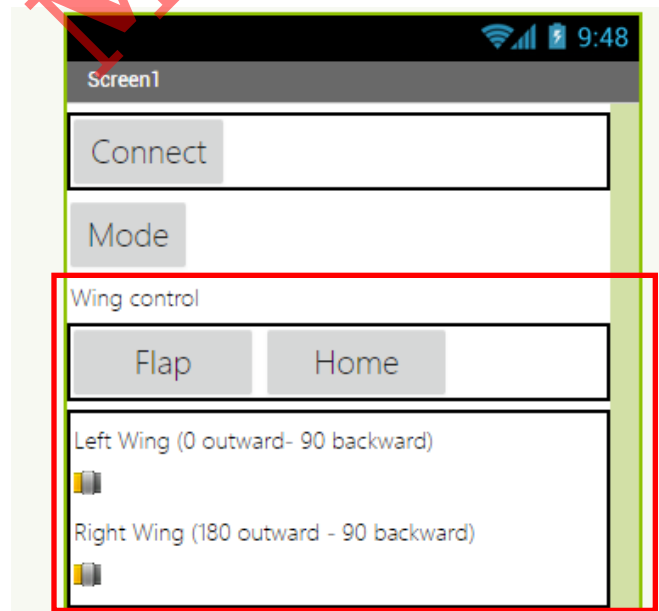 9:48
Screen1
Connect
Mode
Wing control
Flap Home
Left Wing (0 outward- 90 backward)
Right Wing (180 outward - 90 backward)